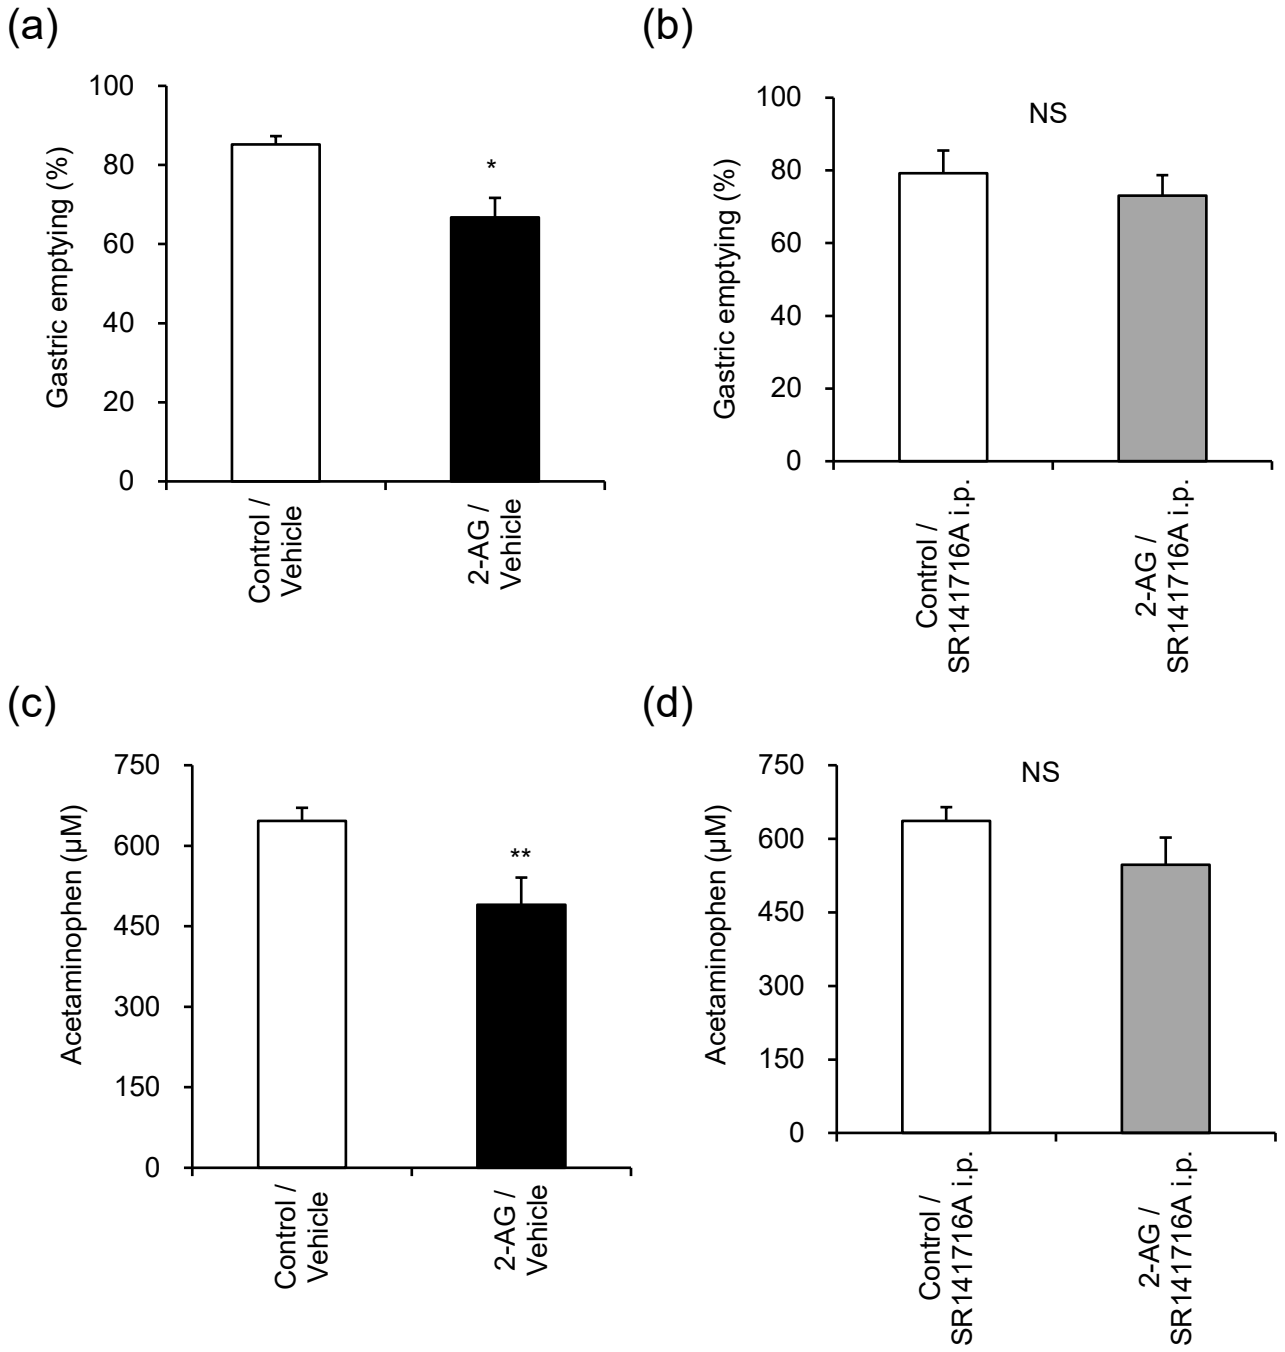 (a)
100
80
60
40
20
0
Gastric emptying (%)
*
Control /
Vehicle
2-AG /
Vehicle
(b)
100
80
60
40
20
0
Gastric emptying (%)
NS
Control /
SR141716A i.p.
2-AG /
SR141716A i.p.
(c)
750
600
450
300
150
0
Acetaminophen (µM)
**
Control /
Vehicle
2-AG /
Vehicle
(d)
750
600
450
300
150
0
Acetaminophen (µM)
NS
Control /
SR141716A i.p.
2-AG /
SR141716A i.p.